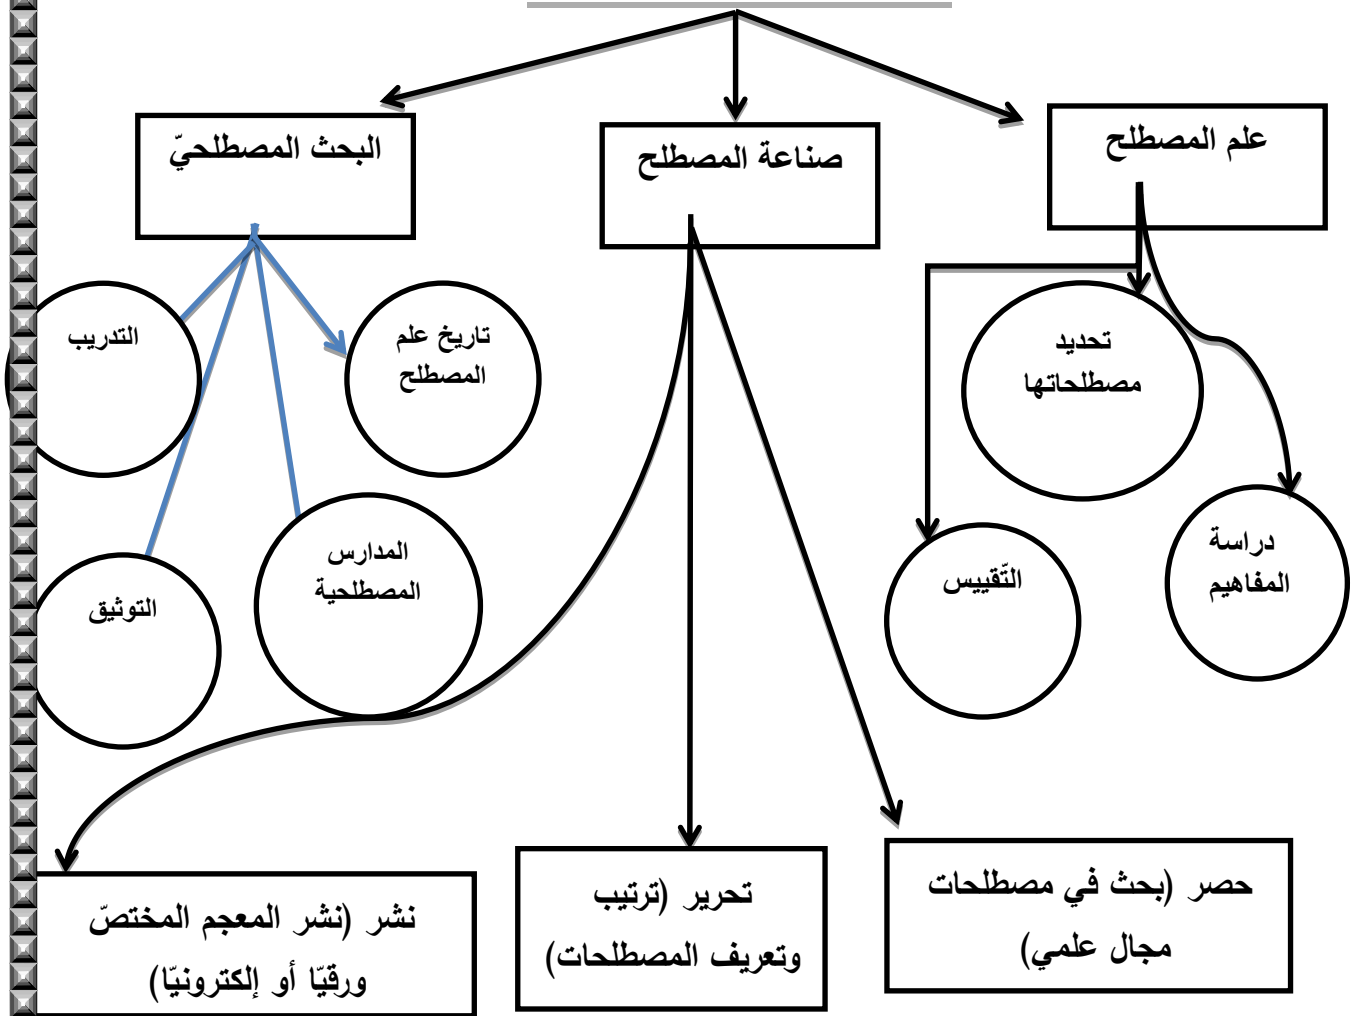 علم المصطلح
صناعة المصطلح
البحث المصطلحيّ
تحديد
مصطلحاتها
دراسة
المفاهيم
التّقييس
تاريخ علم
المصطلح
التدريب
المدارس
المصطلحية
التوثيق
حصر (بحث في مصطلحات
مجال علمي)
تحرير (ترتيب
وتعريف المصطلحات)
نشر (نشر المعجم المختصّ
ورقيّا أو إلكترونيّا)